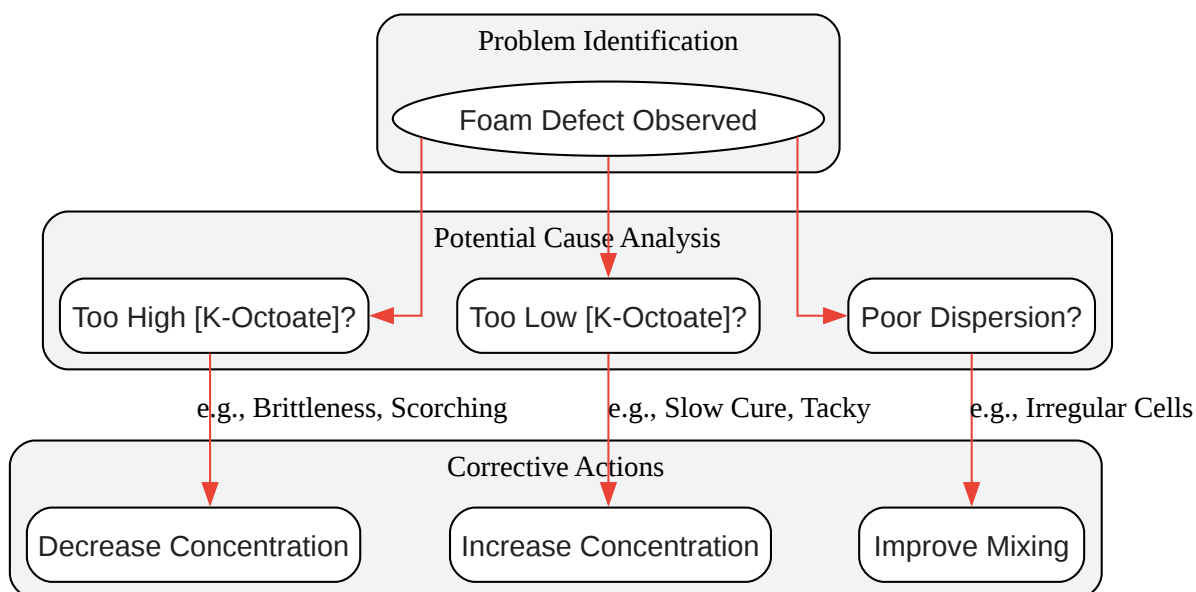 Problem Identification
Foam Defect Observed
Potential Cause Analysis
Too High [K-Octoate]?
Too Low [K-Octoate]?
Poor Dispersion?
e.g., Brittleness, Scorching
e.g., Slow Cure, Tacky
e.g., Irregular Cells
Corrective Actions
Decrease Concentration
Increase Concentration
Improve Mixing